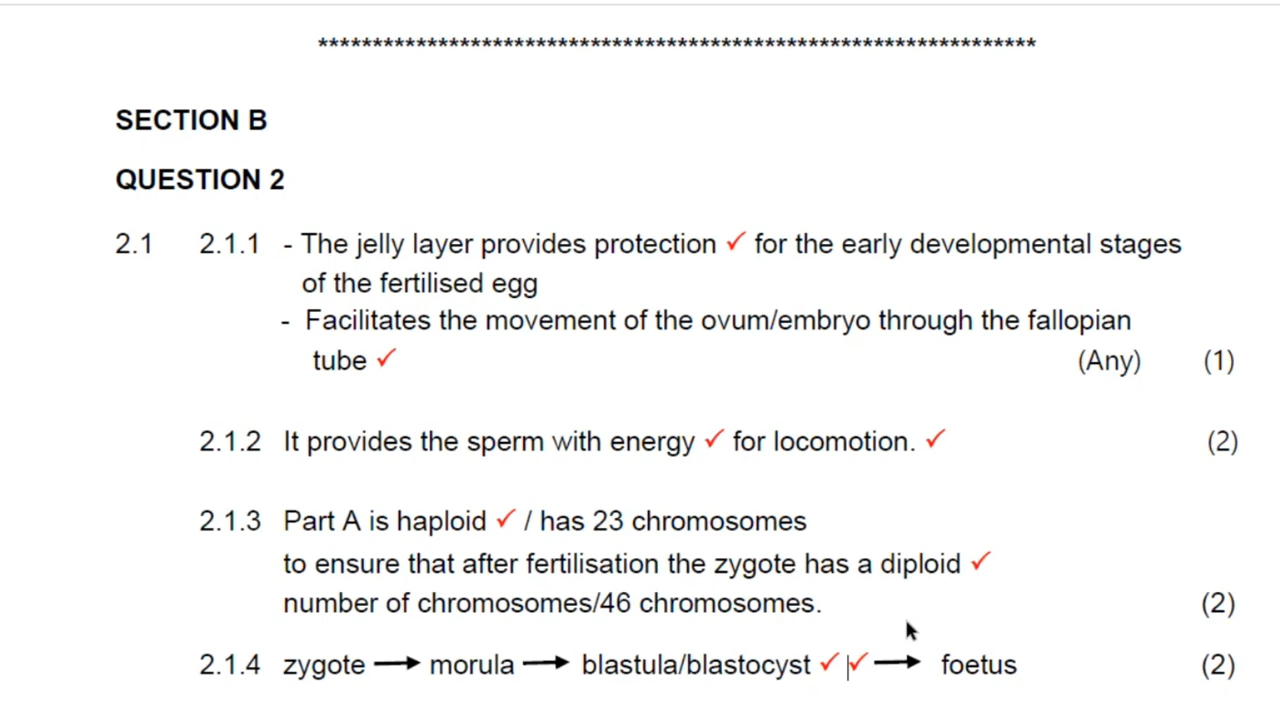 ******************************************************************
SECTION B
QUESTION 2
2.1 2.1.1 - The jelly layer provides protection ✓ for the early developmental stages
of the fertilised egg
- Facilitates the movement of the ovum/embryo through the fallopian
tube ✓ (Any) (1)
2.1.2 It provides the sperm with energy ✓ for locomotion. ✓ (2)
2.1.3 Part A is haploid ✓ / has 23 chromosomes
to ensure that after fertilisation the zygote has a diploid ✓
number of chromosomes/46 chromosomes. (2)
2.1.4 zygote → morula → blastula/blastocyst ✓ ✓ → foetus (2)